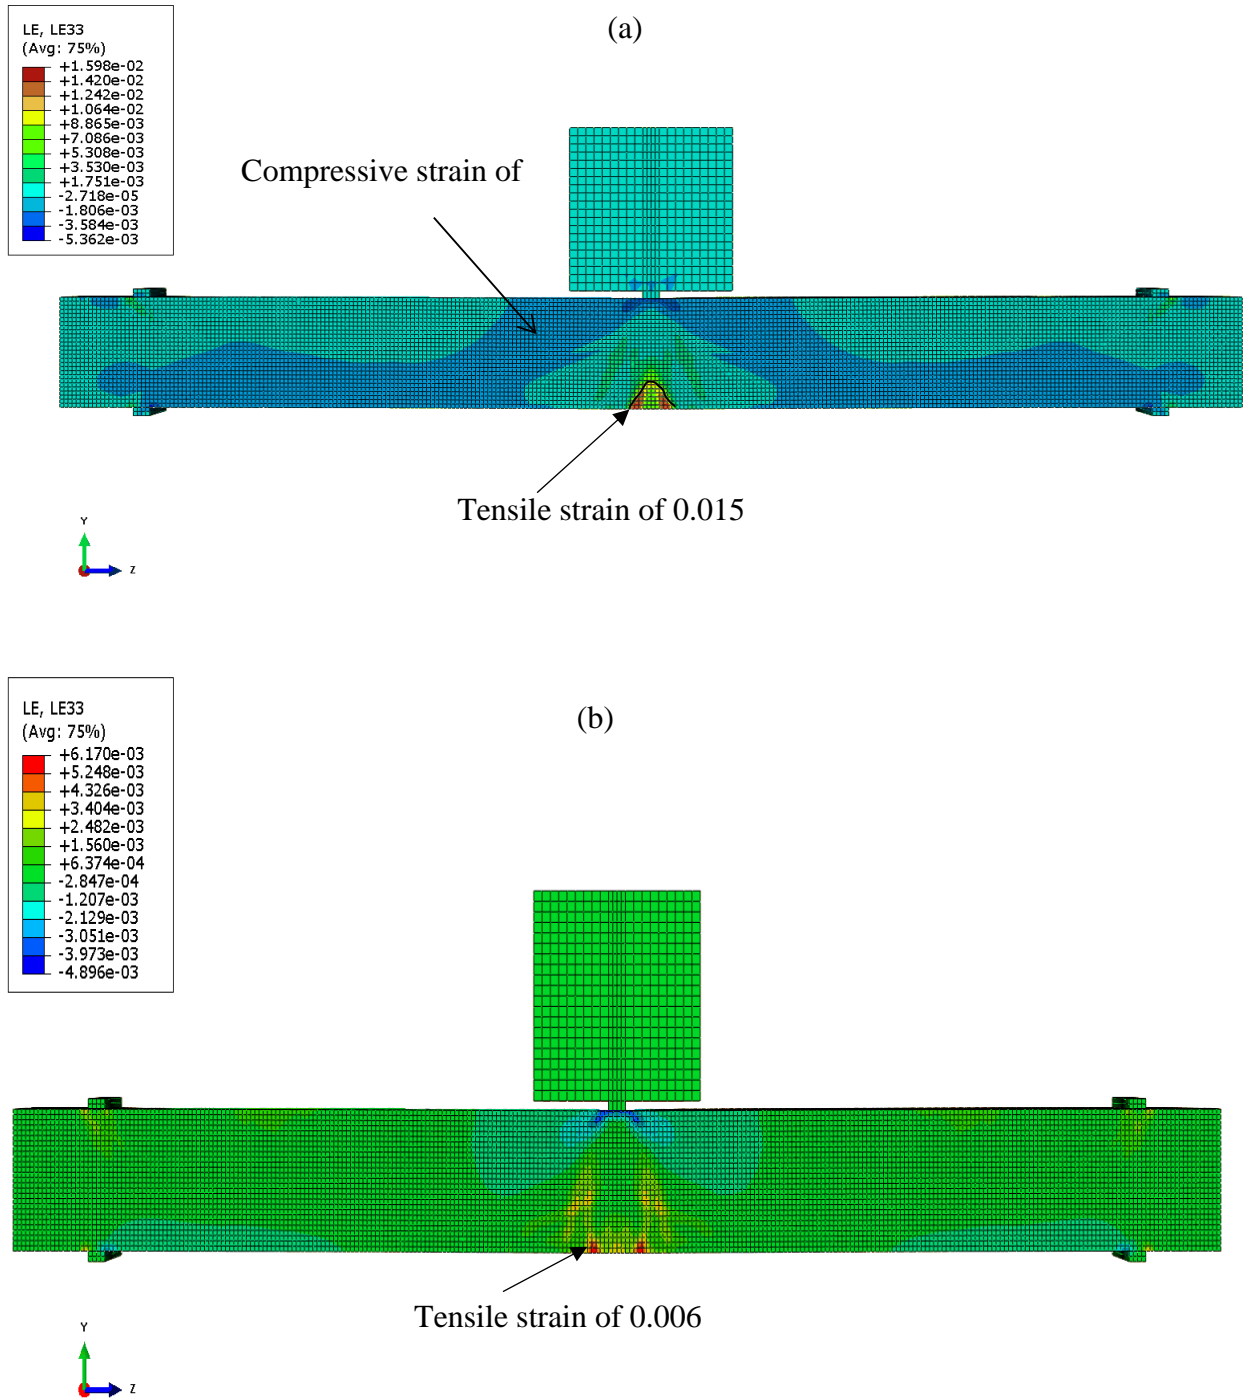 (a)
LE, LE33
(Avg: 75%)
+1.598e-02
+1.420e-02
+1.242e-02
+1.064e-02
+8.865e-03
+7.086e-03
+5.308e-03
+3.530e-03
+1.751e-03
-2.718e-05
-1.806e-03
-3.584e-03
-5.362e-03
Compressive strain of
Tensile strain of 0.015
Y
Z
(b)
LE, LE33
(Avg: 75%)
+6.170e-03
+5.248e-03
+4.326e-03
+3.404e-03
+2.482e-03
+1.560e-03
+6.374e-04
-2.847e-04
-1.207e-03
-2.129e-03
-3.051e-03
-3.973e-03
-4.896e-03
Tensile strain of 0.006
Y
Z